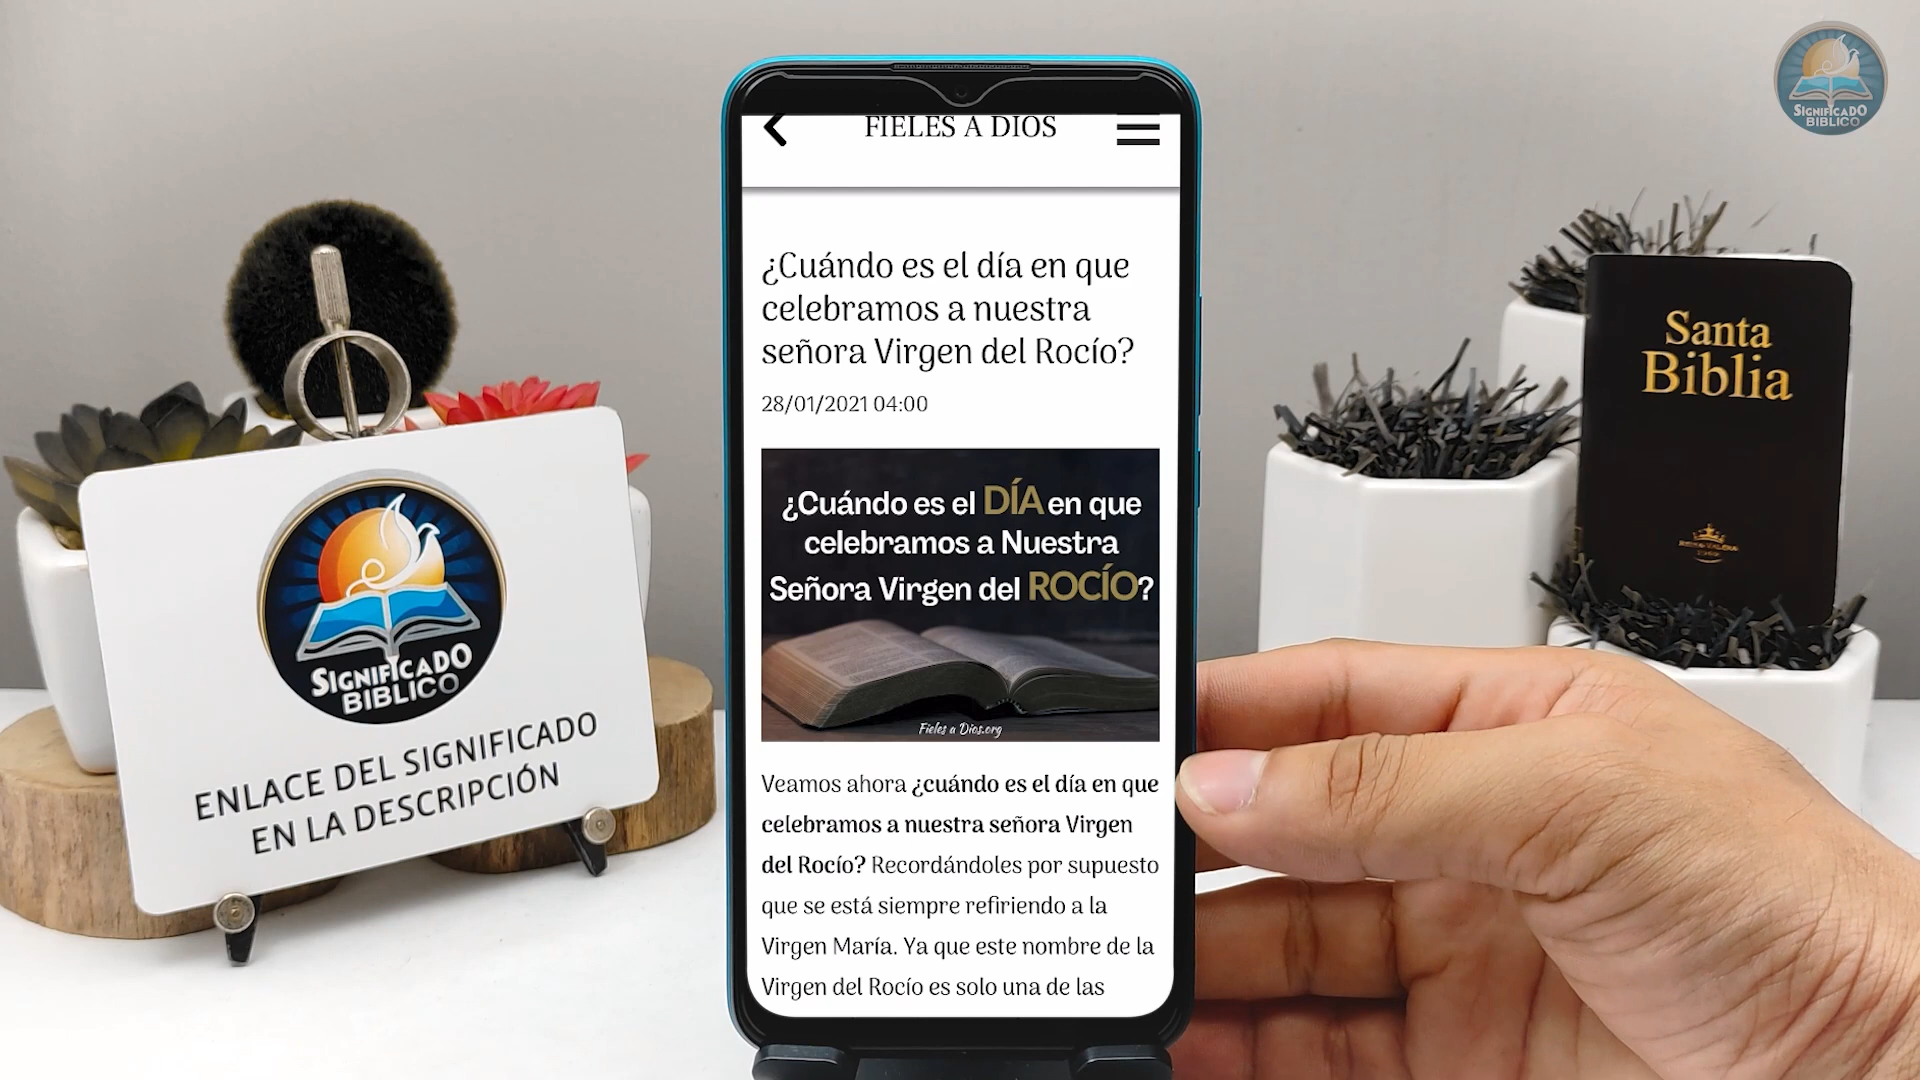 SIGNIFICADO
BIBLICO
FIELES A DIOS
¿Cuándo es el día en que
celebramos a nuestra
señora Virgen del Rocío?
28/01/2021 04:00
¿Cuándo es el DÍA en que
celebramos a Nuestra
Señora Virgen del ROCÍO?
Fieles a Dios.org
Veamos ahora ¿cuándo es el día en que
celebramos a nuestra señora Virgen
del Rocío? Recordándoles por supuesto
que se está siempre refiriendo a la
Virgen María. Ya que este nombre de la
Virgen del Rocío es solo una de las
SIGNIFICADO
BIBLICO
ENLACE DEL SIGNIFICADO
EN LA DESCRIPCIÓN
Santa
Biblia
REINA-VALERA
1960